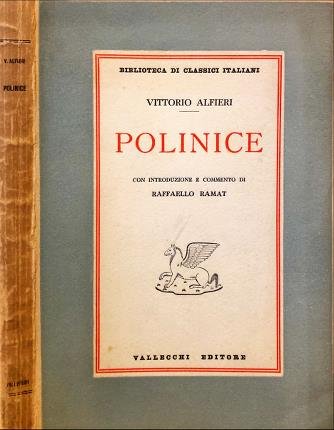 V. ALFIERI
POLINICE
BIBLIOTECA DI CLASSICI ITALIANI
VITTORIO ALFIERI
POLINICE
CON INTRODUZIONE E COMMENTO DI
RAFFAELLO RAMAT
VALLECCHI EDITORE